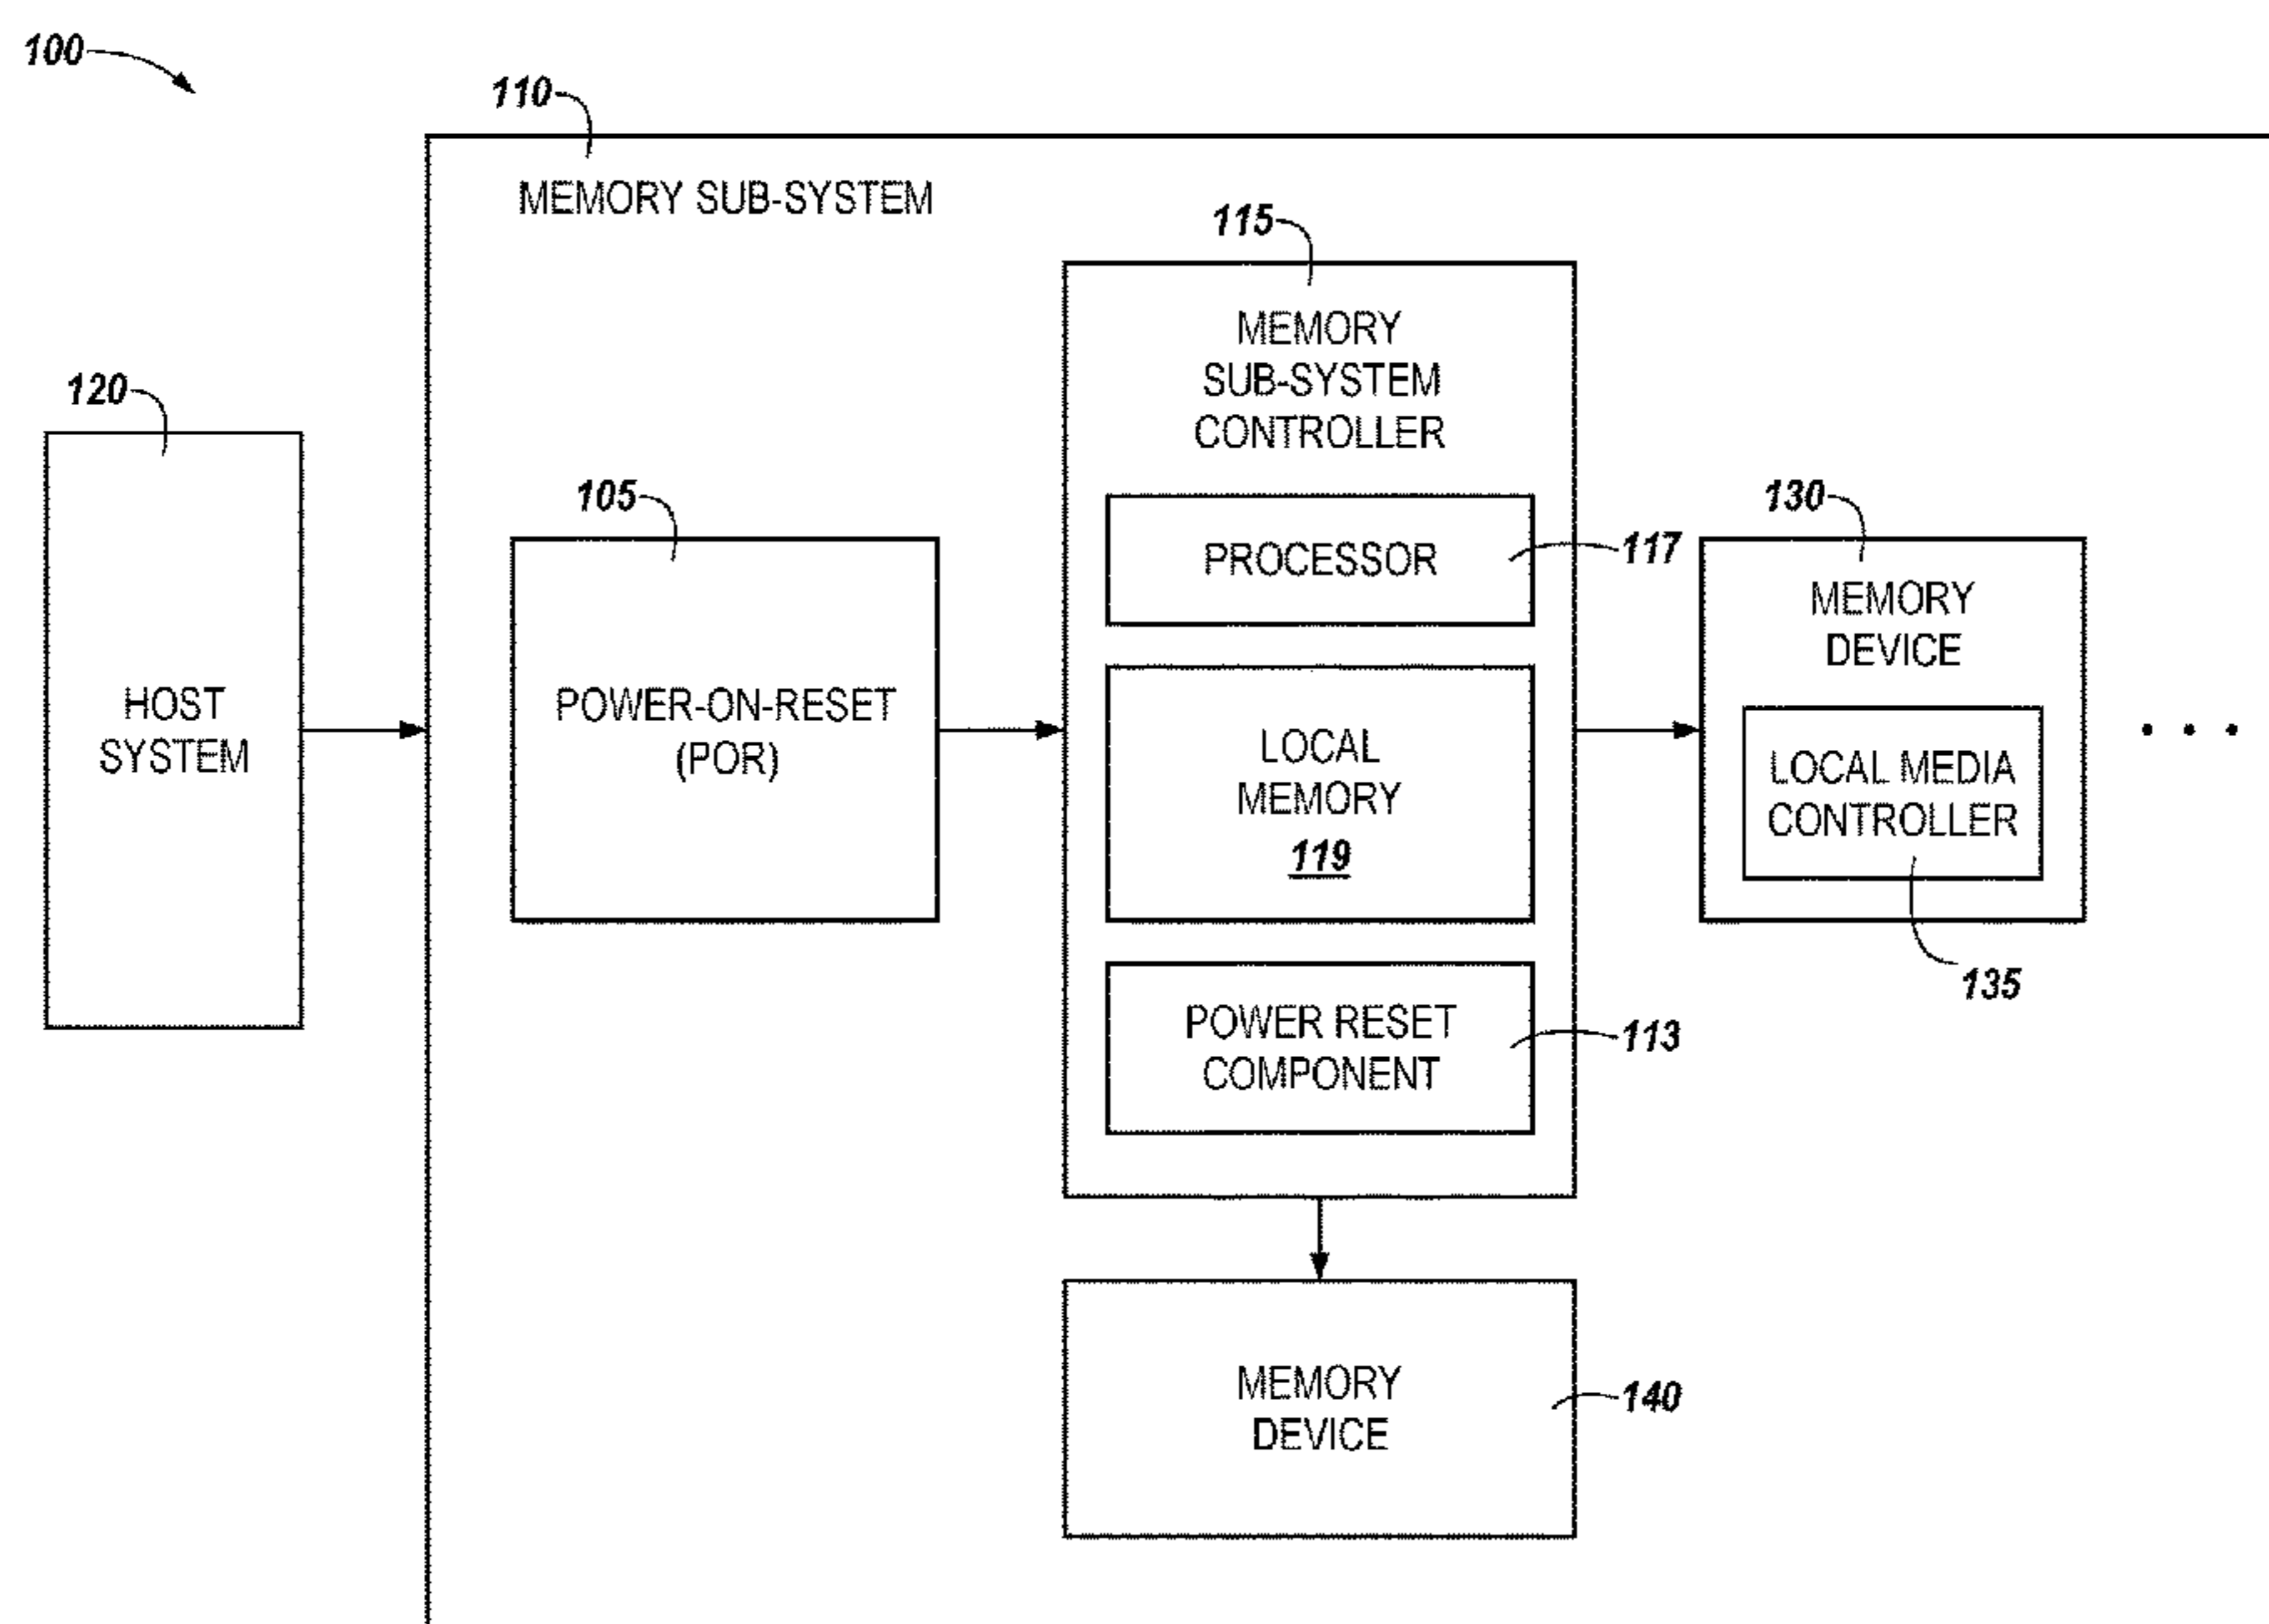 100
110
MEMORY SUB-SYSTEM
115
MEMORY
SUB-SYSTEM
CONTROLLER
120
HOST
SYSTEM
105
POWER-ON-RESET
(POR)
PROCESSOR
117
LOCAL
MEMORY
119
POWER RESET
COMPONENT
113
130
MEMORY
DEVICE
LOCAL MEDIA
CONTROLLER
135
. . .
MEMORY
DEVICE
140